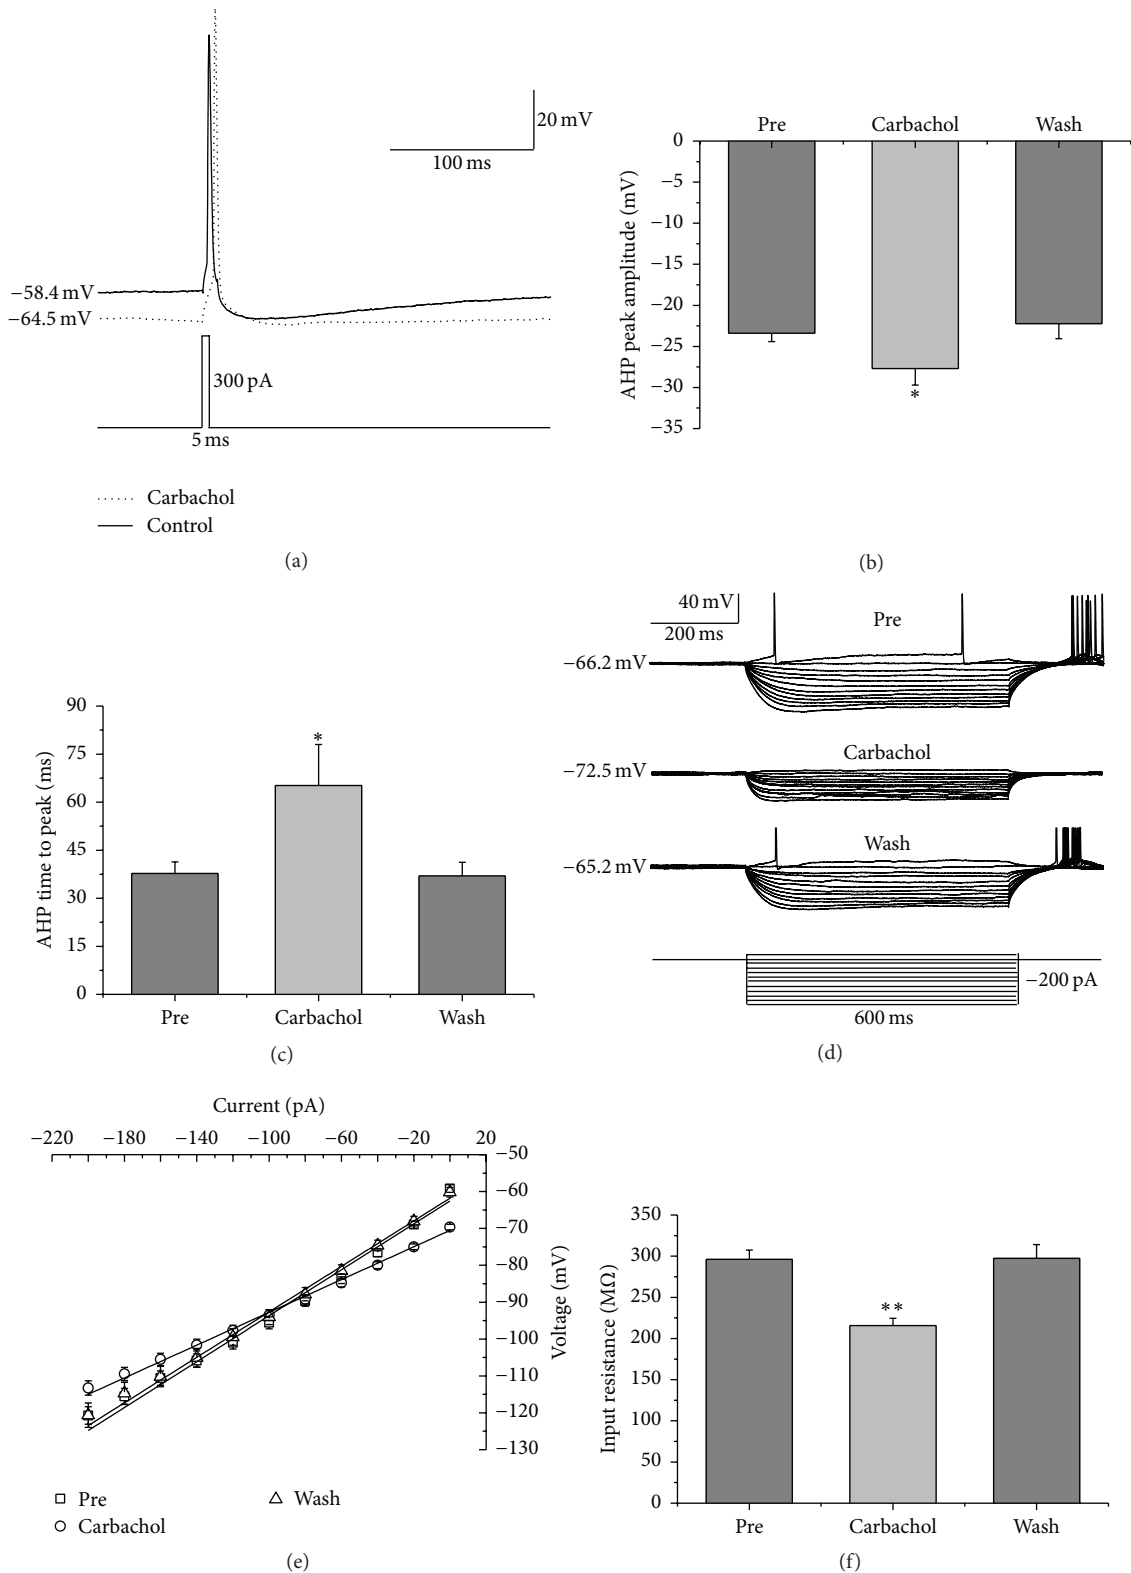 20 mV
100 ms
−58.4 mV
−64.5 mV
300 pA
5 ms
Carbachol
Control
(a)
Pre Carbachol Wash
0
−5
−10
−15
−20
−25
−30
−35
AHP peak amplitude (mV)
*
(b)
90
75
60
45
30
15
0
AHP time to peak (ms)
*
Pre Carbachol Wash
(c)
40 mV
200 ms
Pre
−66.2 mV
Carbachol
−72.5 mV
Wash
−65.2 mV
−200 pA
600 ms
(d)
Current (pA)
−220 −180 −140 −100 −60 −20 20
−50
−60
−70
−80
−90
−100
−110
−120
−130
Voltage (mV)
Pre Wash
Carbachol
(e)
350
300
250
200
150
100
50
0
Input resistance (MΩ)
**
Pre Carbachol Wash
(f)